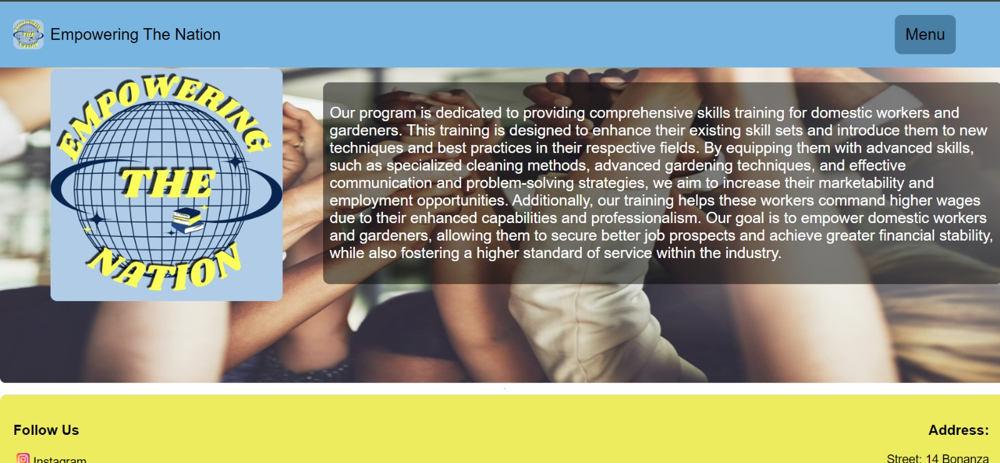 EMPOWERING
THE
NATION
Empowering The Nation
Menu
EMPOWERING
THE
NATION
Our program is dedicated to providing comprehensive skills training for domestic workers and
gardeners. This training is designed to enhance their existing skill sets and introduce them to new
techniques and best practices in their respective fields. By equipping them with advanced skills,
such as specialized cleaning methods, advanced gardening techniques, and effective
communication and problem-solving strategies, we aim to increase their marketability and
employment opportunities. Additionally, our training helps these workers command higher wages
due to their enhanced capabilities and professionalism. Our goal is to empower domestic workers
and gardeners, allowing them to secure better job prospects and achieve greater financial stability,
while also fostering a higher standard of service within the industry.
Follow Us
Address:
Instagram
Street: 14 Bonanza